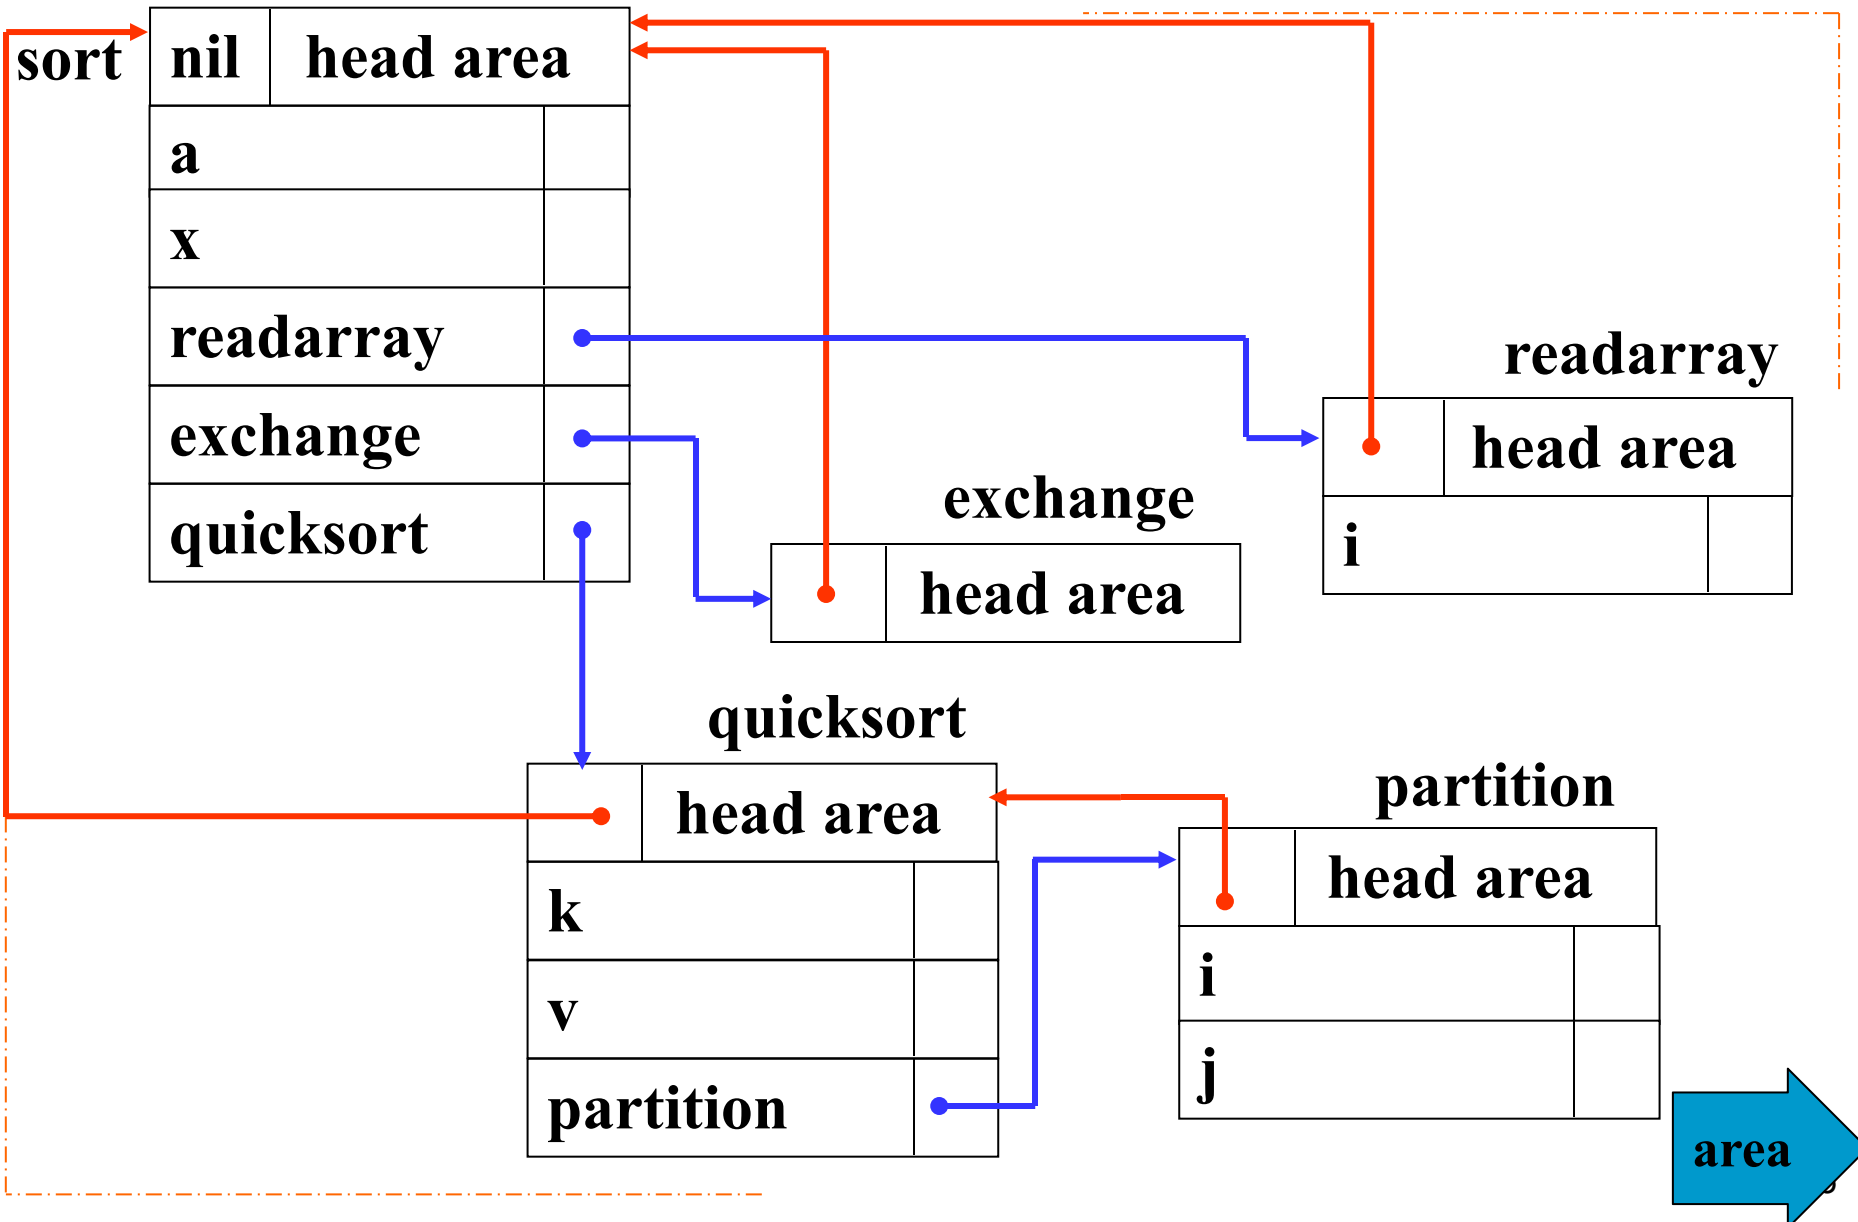 sort
nil head area
a
x
readarray
exchange
quicksort
readarray
head area
i
exchange
head area
quicksort
head area
k
v
partition
partition
head area
i
j
area